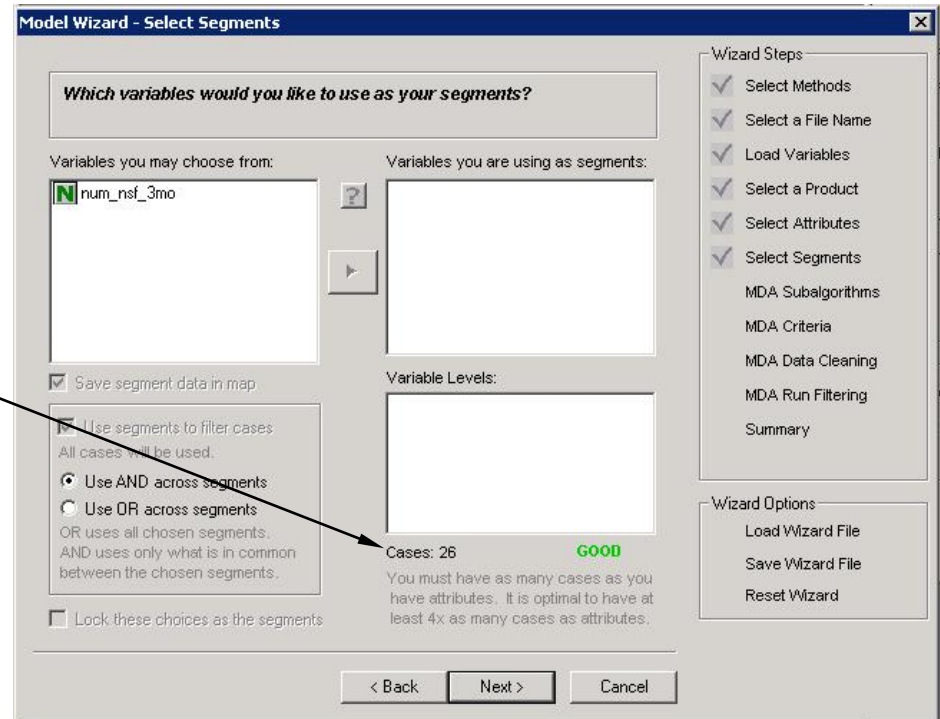 Model Wizard - Select Segments
Which variables would you like to use as your segments?
Variables you may choose from:
N num_nsf_3mo
?
Variables you are using as segments:
Save segment data in map
Use segments to filter cases
All cases will be used.
Use AND across segments
Use OR across segments
OR uses all chosen segments.
AND uses only what is in common
between the chosen segments.
Lock these choices as the segments
Variable Levels:
Cases: 26 GOOD
You must have as many cases as you
have attributes. It is optimal to have at
least 4x as many cases as attributes.
< Back
Next >
Cancel
Wizard Steps
Select Methods
Select a File Name
Load Variables
Select a Product
Select Attributes
Select Segments
MDA Subalgorithms
MDA Criteria
MDA Data Cleaning
MDA Run Filtering
Summary
Wizard Options
Load Wizard File
Save Wizard File
Reset Wizard